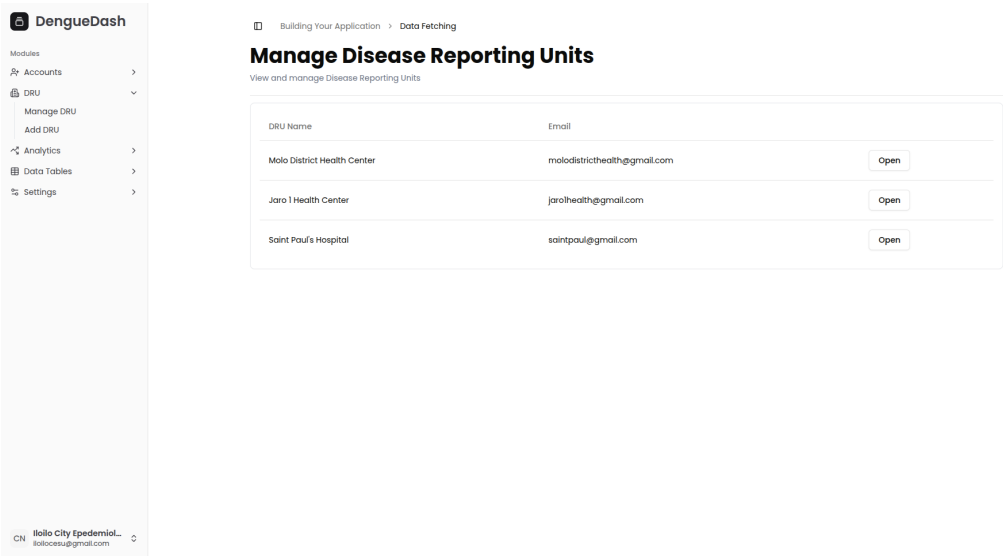 DengueDash
Modules
Accounts
DRU
Manage DRU
Add DRU
Analytics
Data Tables
Settings
CN
Iloilo City Epedemiol...
iloilocesu@gmail.com
Building Your Application > Data Fetching
Manage Disease Reporting Units
View and manage Disease Reporting Units
DRU Name Email
Molo District Health Center molodistricthealth@gmail.com Open
Jaro 1 Health Center jaro1health@gmail.com Open
Saint Paul's Hospital saintpaul@gmail.com Open